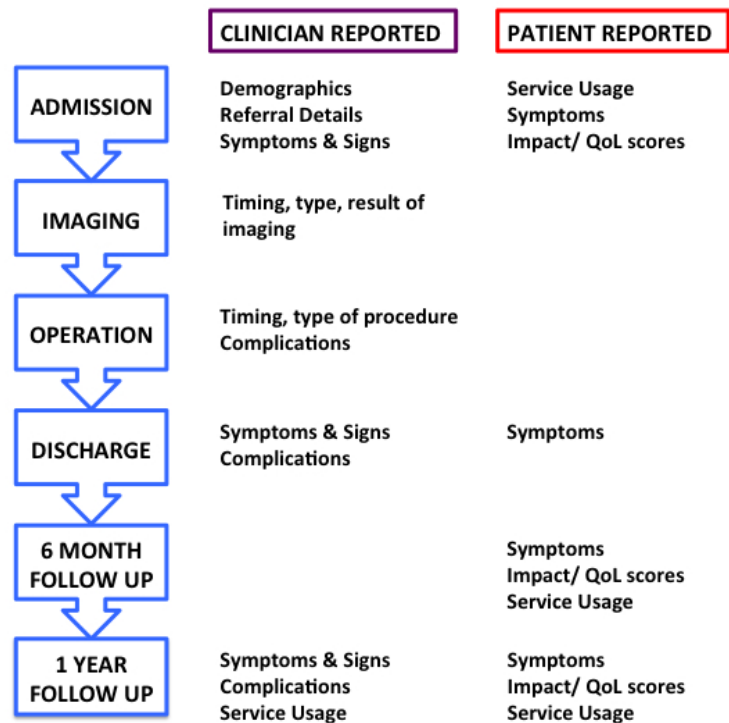 CLINICIAN REPORTED
PATIENT REPORTED
ADMISSION
Demographics
Referral Details
Symptoms & Signs
Service Usage
Symptoms
Impact/ QoL scores
IMAGING
Timing, type, result of
imaging
OPERATION
Timing, type of procedure
Complications
DISCHARGE
Symptoms & Signs
Complications
Symptoms
6 MONTH
FOLLOW UP
Symptoms
Impact/ QoL scores
Service Usage
1 YEAR
FOLLOW UP
Symptoms & Signs
Complications
Service Usage
Symptoms
Impact/ QoL scores
Service Usage